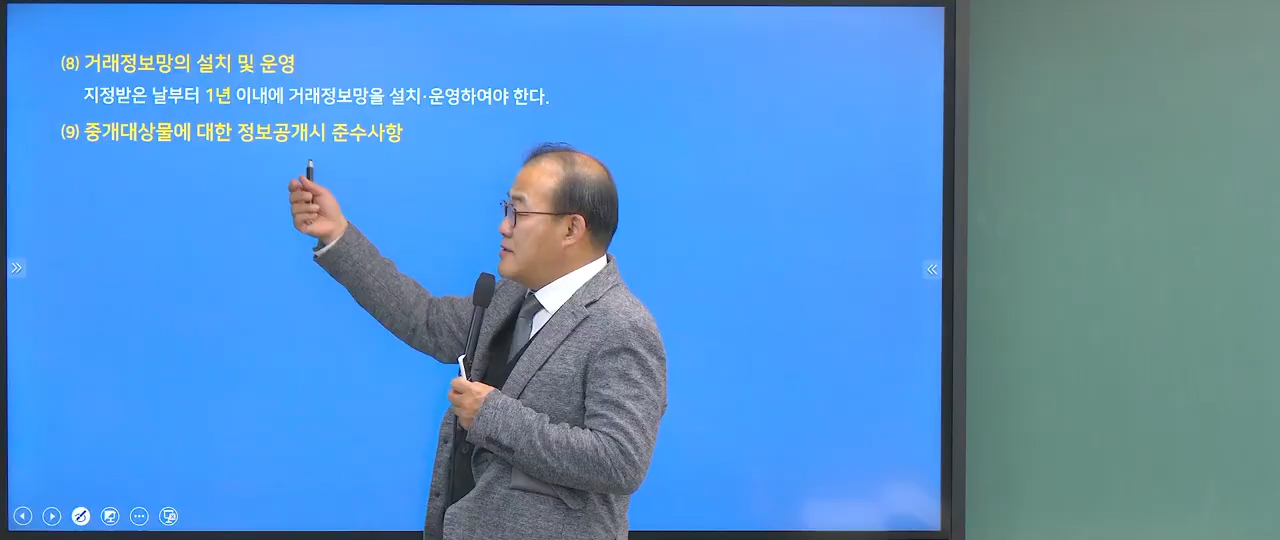 (8) 거래정보망의 설치 및 운영
지정받은 날부터 1년 이내에 거래정보망을 설치·운영하여야 한다.
(9) 중개대상물에 대한 정보공개시 준수사항